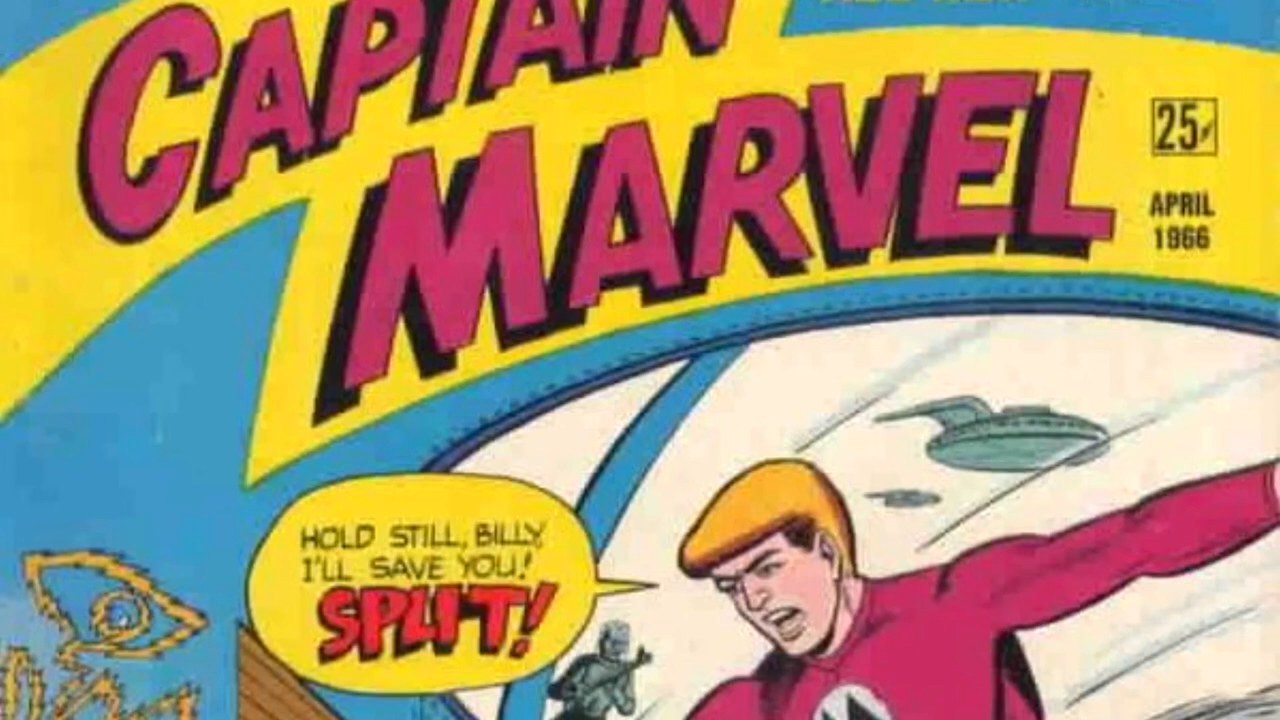 CAPTAIN
MARVEL
25¢
APRIL
1966
HOLD STILL, BILLY,
I'LL SAVE YOU!
SPLIT!
M